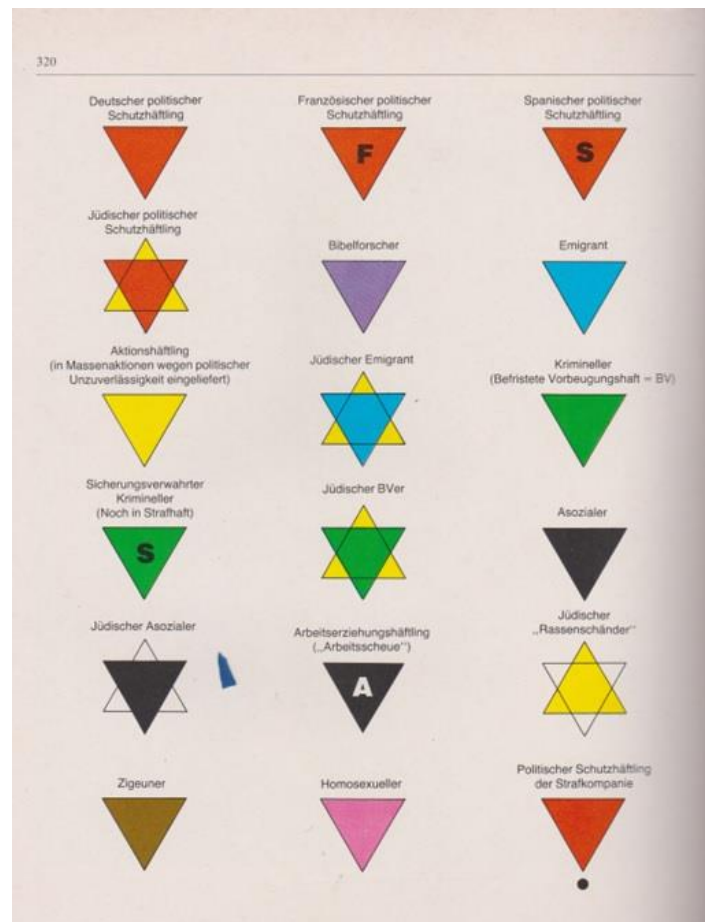 320
Deutscher politischer
Schutzhäftling
Französischer politischer
Schutzhäftling
Spanischer politischer
Schutzhäftling
F
S
Jüdischer politischer
Schutzhäftling
Bibelforscher
Emigrant
Aktionshäftling
(in Massenaktionen wegen politischer
Unzuverlässigkeit eingeliefert)
Jüdischer Emigrant
Krimineller
(Befristete Vorbeugungshaft = BV)
Sicherungsverwahrter
Krimineller
(Noch in Strafhaft)
S
Jüdischer BVer
Asozialer
Jüdischer Asozialer
Arbeitserziehungshäftling
(„Arbeitsscheue“)
A
Jüdischer
„Rassenschänder“
Zigeuner
Homosexueller
Politischer Schutzhäftling
der Strafkompanie